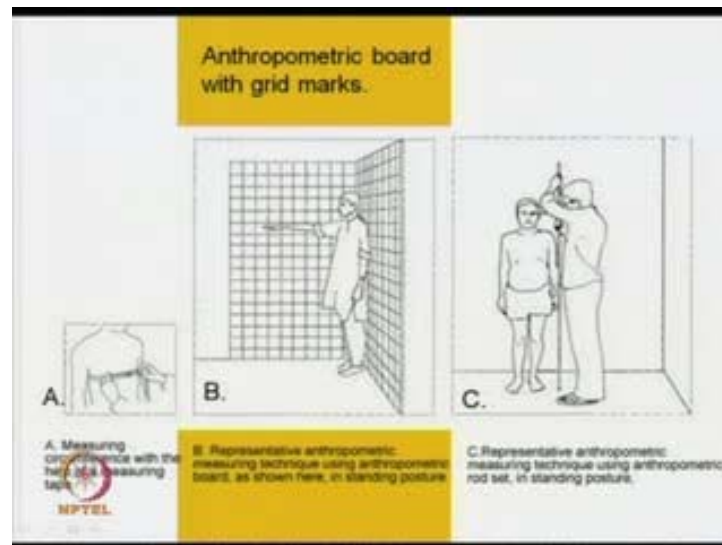 Anthropometric board
with grid marks.
A.
B.
C.
A. Measuring
circumference with the
help of a measuring
tape
B. Representative anthropometric
measuring technique using anthropometric
board, as shown here, in standing posture
C.Representative anthropometric
measuring technique using anthropometric
rod set, in standing posture.
NPTEL